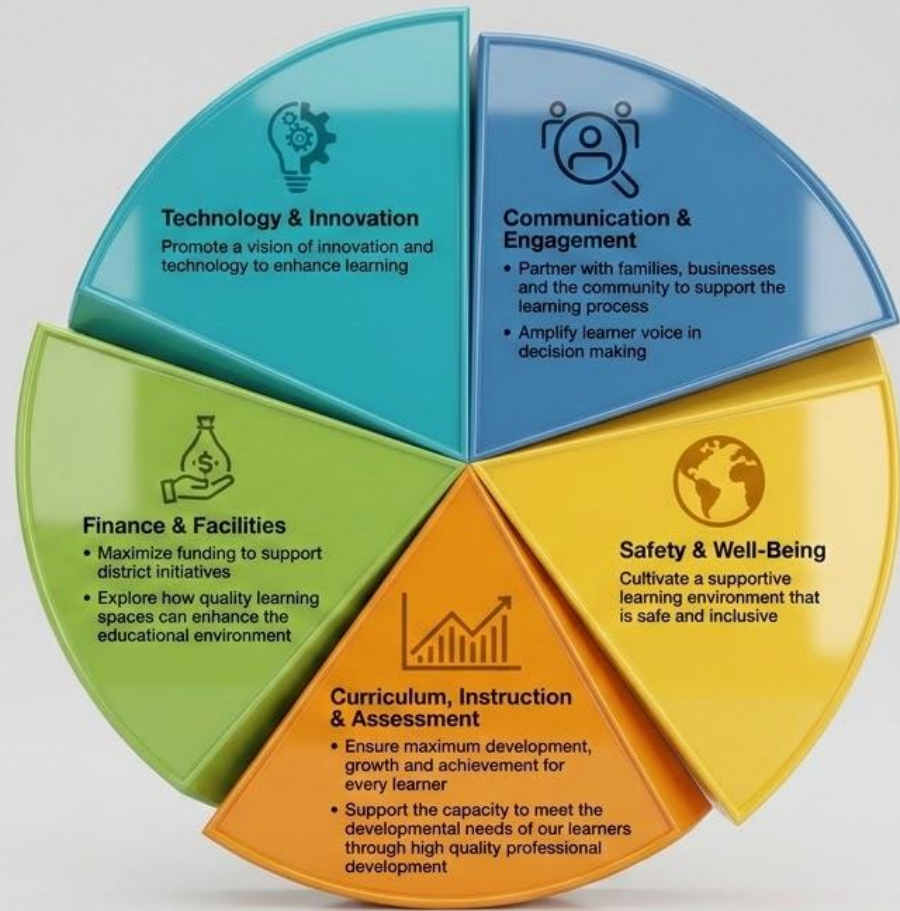 Technology & Innovation
Promote a vision of innovation and
technology to enhance learning
Communication &
Engagement
• Partner with families, businesses
and the community to support the
learning process
• Amplify learner voice in
decision making
$
Finance & Facilities
• Maximize funding to support
district initiatives
• Explore how quality learning
spaces can enhance the
educational environment
Safety & Well-Being
Cultivate a supportive
learning environment that
is safe and inclusive
Curriculum, Instruction
& Assessment
• Ensure maximum development,
growth and achievement for
every learner
• Support the capacity to meet the
developmental needs of our learners
through high quality professional
development